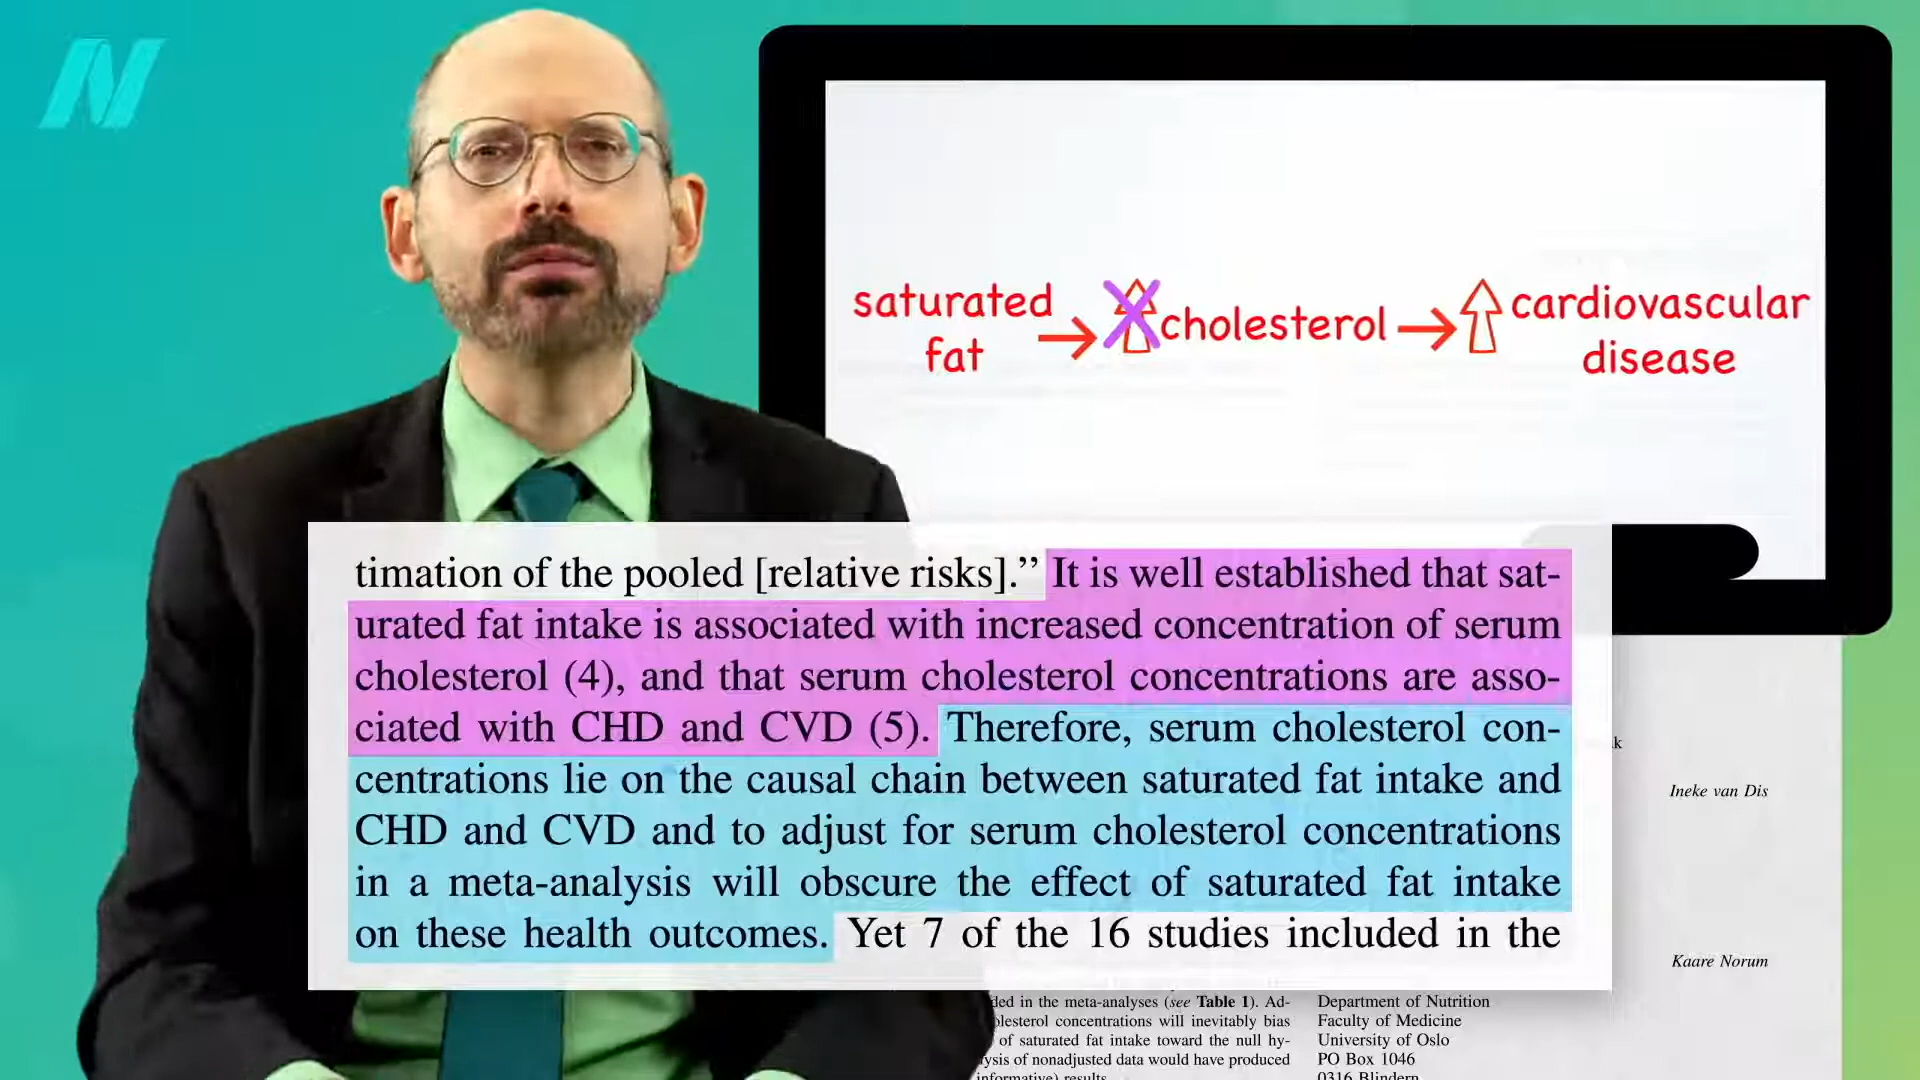 saturated
fat
cholesterol
cardiovascular
disease
timation of the pooled [relative risks].” It is well established that sat-
urated fat intake is associated with increased concentration of serum
cholesterol (4), and that serum cholesterol concentrations are asso-
ciated with CHD and CVD (5). Therefore, serum cholesterol con-
centrations lie on the causal chain between saturated fat intake and
CHD and CVD and to adjust for serum cholesterol concentrations
in a meta-analysis will obscure the effect of saturated fat intake
on these health outcomes. Yet 7 of the 16 studies included in the
Ineke van Dis
Kaare Norum
ded in the meta-analyses (see Table 1). Ad-
olesterol concentrations will inevitably bias
of saturated fat intake toward the null hy-
ysis of nonadjusted data would have produced
informative) results.
Department of Nutrition
Faculty of Medicine
University of Oslo
PO Box 1046
0316 Blindern